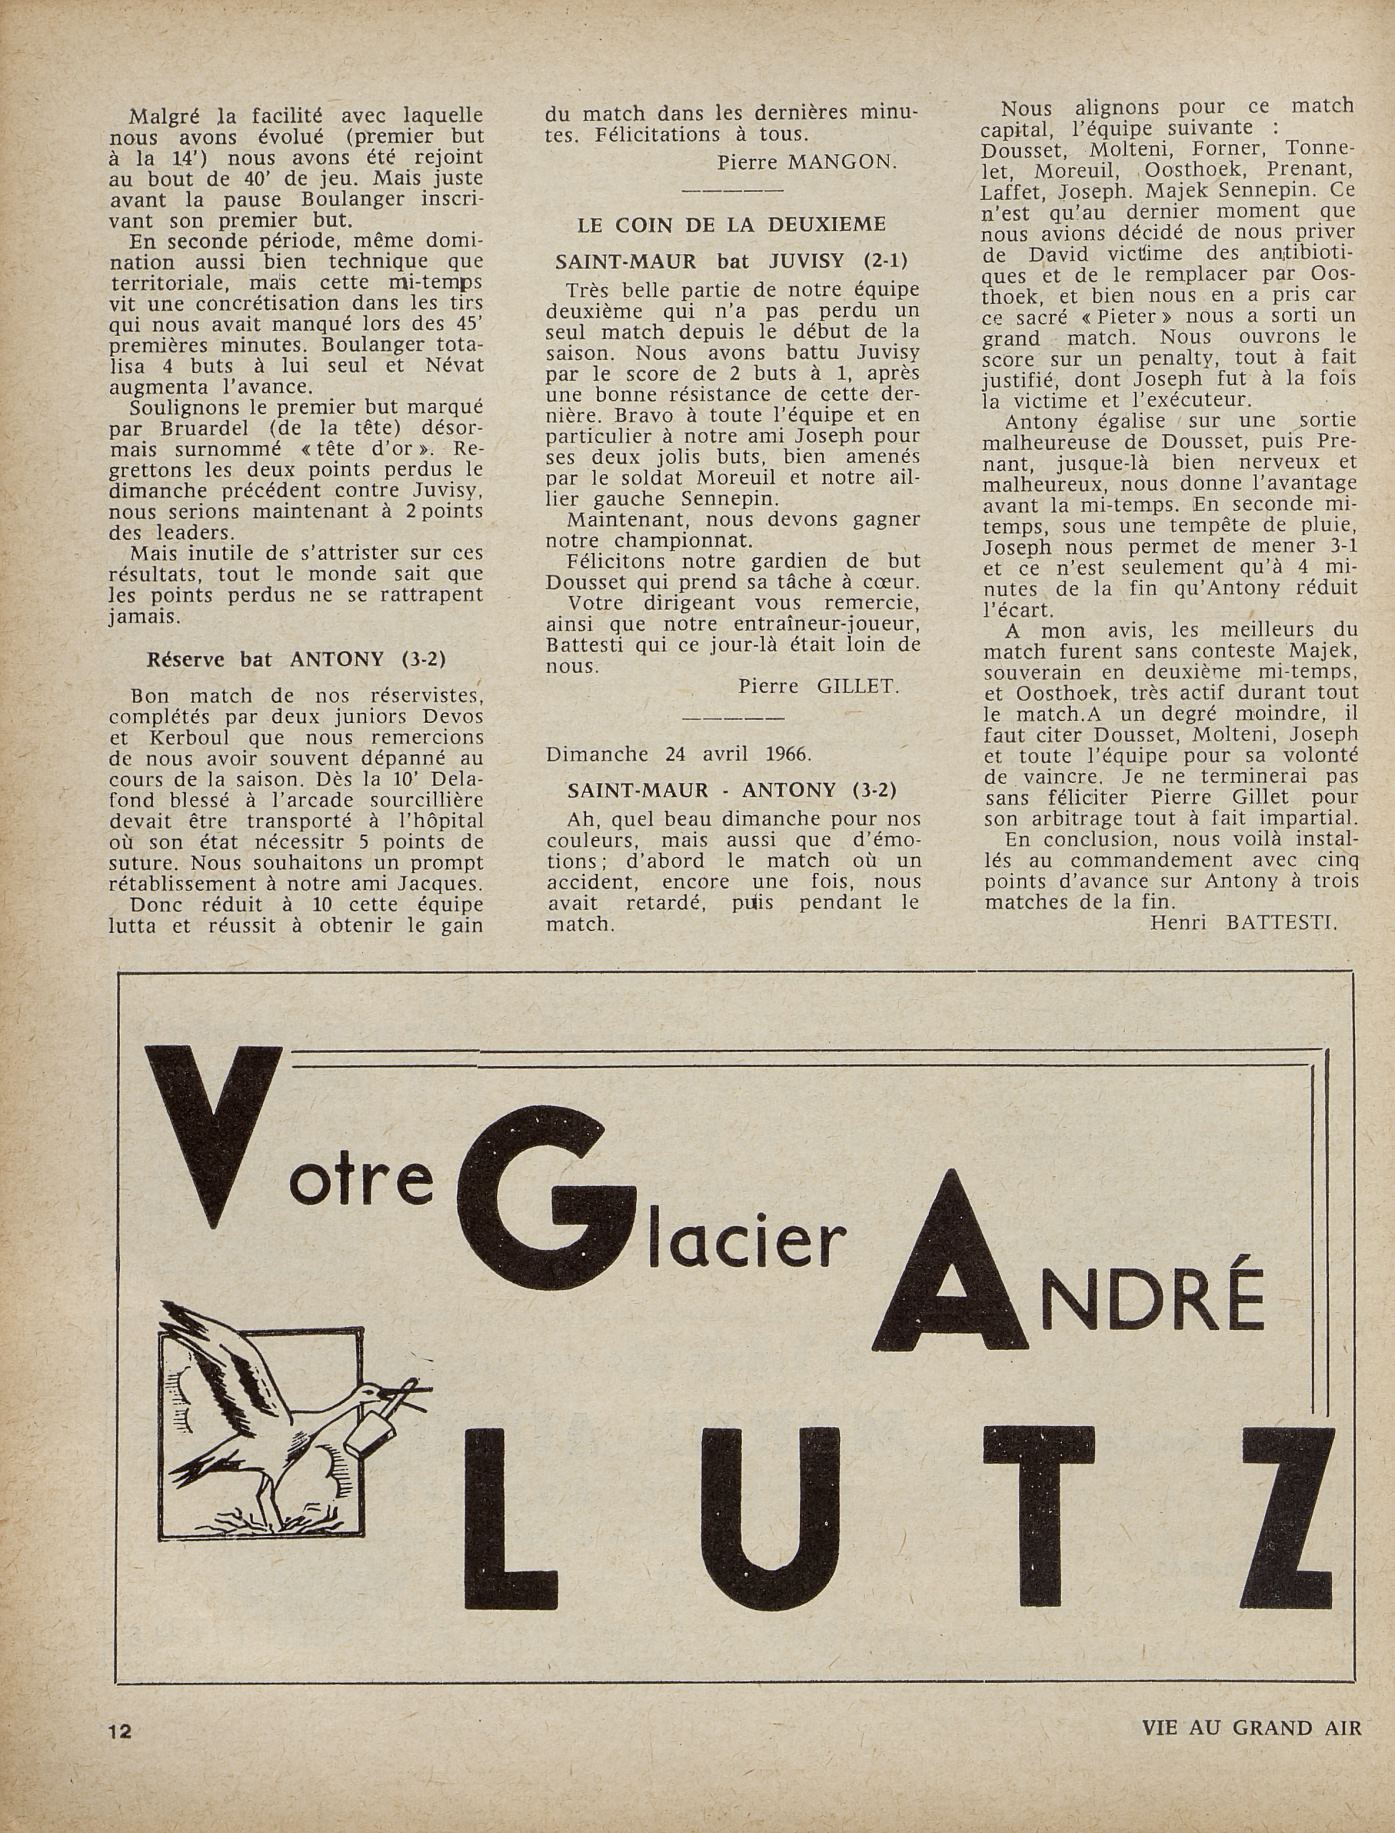 Malgré la facilité avec laquelle
nous avons évolué (premier but
à la 14') nous avons été rejoint
au bout de 40' de jeu. Mais juste
avant la pause Boulanger inscri-
vant son premier but.
En seconde période, même domi-
nation aussi bien technique que
territoriale, mais cette mi-temps
vit une concrétisation dans les tirs
qui nous avait manqué lors des 45'
premières minutes. Boulanger tota-
lisa 4 buts à lui seul et Névat
augmenta l'avance.
Soulignons le premier but marqué
par Bruardel (de la tête) désor-
mais surnommé « tête d'or ». Re-
grettons les deux points perdus le
dimanche précédent contre Juvisy,
nous serions maintenant à 2 points
des leaders.
Mais inutile de s'attrister sur ces
résultats, tout le monde sait que
les points perdus ne se rattrapent
jamais.
Réserve bat ANTONY (3-2)
Bon match de nos réservistes,
complétés par deux juniors Devos
et Kerboul que nous remercions
de nous avoir souvent dépanné au
cours de la saison. Dès la 10' Dela-
fond blessé à l'arcade sourcillière
devait être transporté à l'hôpital
où son état nécessitr 5 points de
suture. Nous souhaitons un prompt
rétablissement à notre ami Jacques.
Donc réduit à 10 cette équipe
lutta et réussit à obtenir le gain
du match dans les dernières minu-
tes. Félicitations à tous.
Pierre MANGON.
LE COIN DE LA DEUXIEME
SAINT-MAUR bat JUVISY (2-1)
Très belle partie de notre équipe
deuxième qui n'a pas perdu un
seul match depuis le début de la
saison. Nous avons battu Juvisy
par le score de 2 buts à 1, après
une bonne résistance de cette der-
nière. Bravo à toute l'équipe et en
particulier à notre ami Joseph pour
ses deux jolis buts, bien amenés
par le soldat Moreuil et notre ail-
lier gauche Sennepin.
Maintenant, nous devons gagner
notre championnat.
Félicitons notre gardien de but
Dousset qui prend sa tâche à cœur.
Votre dirigeant vous remercie,
ainsi que notre entraîneur-joueur,
Battesti qui ce jour-là était loin de
nous.
Pierre GILLET.
Dimanche 24 avril 1966.
SAINT-MAUR - ANTONY (3-2)
Ah, quel beau dimanche pour nos
couleurs, mais aussi que d'émo-
tions ; d'abord le match où un
accident, encore une fois, nous
avait retardé, puis pendant le
match.
Nous alignons pour ce match
capital, l'équipe suivante :
Dousset, Molteni, Forner, Tonne-
let, Moreuil, Oosthoek, Prenant,
Laffet, Joseph. Majek Sennepin. Ce
n'est qu'au dernier moment que
nous avions décidé de nous priver
de David victime des antibioti-
ques et de le remplacer par Oos-
thoek, et bien nous en a pris car
ce sacré « Pieter » nous a sorti un
grand match. Nous ouvrons le
score sur un penalty, tout à fait
justifié, dont Joseph fut à la fois
la victime et l'exécuteur.
Antony égalise sur une sortie
malheureuse de Dousset, puis Pre-
nant, jusque-là bien nerveux et
malheureux, nous donne l'avantage
avant la mi-temps. En seconde mi-
temps, sous une tempête de pluie,
Joseph nous permet de mener 3-1
et ce n'est seulement qu'à 4 mi-
nutes de la fin qu'Antony réduit
l'écart.
A mon avis, les meilleurs du
match furent sans conteste Majek,
souverain en deuxième mi-temps,
et Oosthoek, très actif durant tout
le match.A un degré moindre, il
faut citer Dousset, Molteni, Joseph
et toute l'équipe pour sa volonté
de vaincre. Je ne terminerai pas
sans féliciter Pierre Gillet pour
son arbitrage tout à fait impartial.
En conclusion, nous voilà instal-
lés au commandement avec cinq
points d'avance sur Antony à trois
matches de la fin.
Henri BATTESTI.
Votre Glacier ANDRÉ
LUTZ
12
VIE AU GRAND AIR